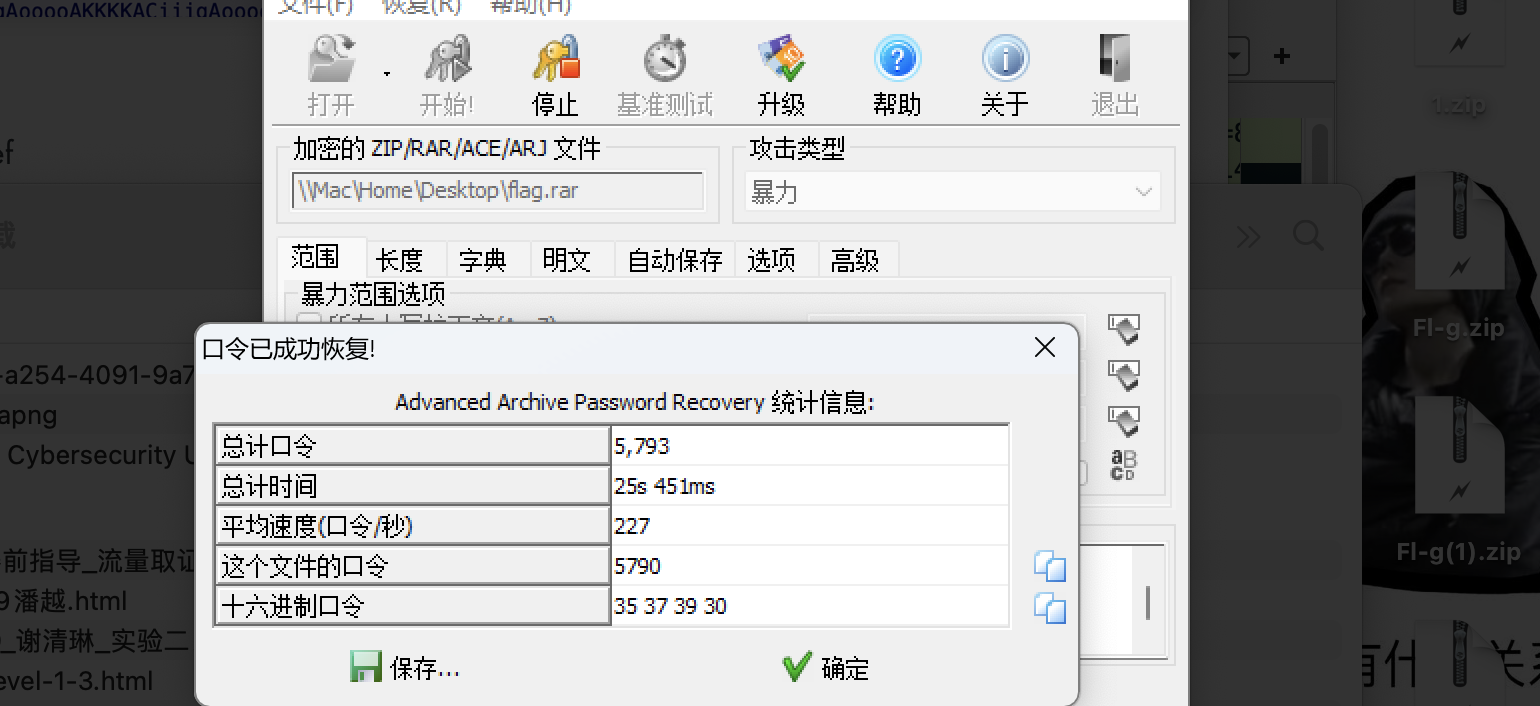 gAooooAKKKKACiiigAoooo
文件(F) 恢复(R) 帮助(H)
打开 开始! 停止 基准测试 升级 帮助 关于 退出
1.zip
ef
加密的 ZIP/RAR/ACE/ARJ 文件
攻击类型
\\Mac\Home\Desktop\flag.rar
暴力
载
范围 长度 字典 明文 自动保存 选项 高级
暴力范围选项
Fl-g.zip
口令已成功恢复!
-a254-4091-9a7
Advanced Archive Password Recovery 统计信息:
apng
总计口令 5,793
Cybersecurity U
总计时间 25s 451ms
平均速度(口令/秒) 227
Fl-g(1).zip
前指导_流量取证
这个文件的口令 5790
9潘越.html
十六进制口令 35 37 39 30
_谢清琳_实验二
有什 关系
保存... 确定
evel-1-3.html